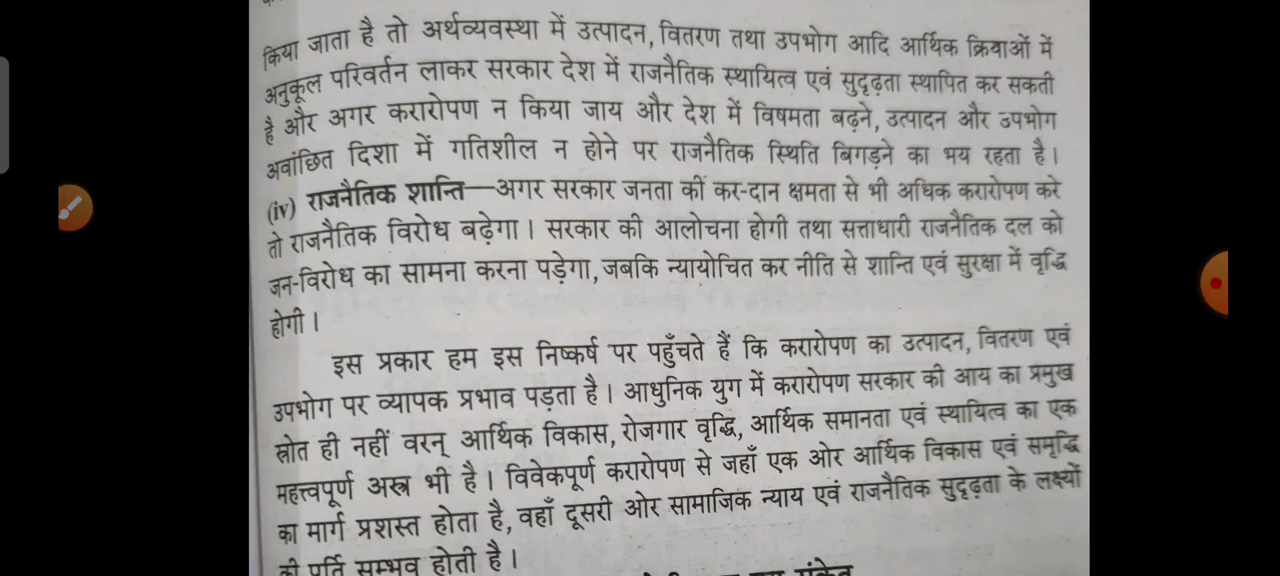 किया जाता है तो अर्थव्यवस्था में उत्पादन, वितरण तथा उपभोग आदि आर्थिक क्रियाओं में
अनुकूल परिवर्तन लाकर सरकार देश में राजनैतिक स्थायित्व एवं सुदृढ़ता स्थापित कर सकती
है और अगर करारोपण न किया जाय और देश में विषमता बढ़ने, उत्पादन और उपभोग
अवांछित दिशा में गतिशील न होने पर राजनैतिक स्थिति बिगड़ने का भय रहता है।
(iv) राजनैतिक शान्ति—अगर सरकार जनता कीं कर-दान क्षमता से भी अधिक करारोपण करे
तो राजनैतिक विरोध बढ़ेगा। सरकार की आलोचना होगी तथा सत्ताधारी राजनैतिक दल को
जन-विरोध का सामना करना पड़ेगा, जबकि न्यायोचित कर नीति से शान्ति एवं सुरक्षा में वृद्धि
होगी।
इस प्रकार हम इस निष्कर्ष पर पहुँचते हैं कि करारोपण का उत्पादन, वितरण एवं
उपभोग पर व्यापक प्रभाव पड़ता है। आधुनिक युग में करारोपण सरकार की आय का प्रमुख
स्रोत ही नहीं वरन् आर्थिक विकास, रोजगार वृद्धि, आर्थिक समानता एवं स्थायित्व का एक
महत्त्वपूर्ण अस्त्र भी है। विवेकपूर्ण करारोपण से जहाँ एक ओर आर्थिक विकास एवं समृद्धि
का मार्ग प्रशस्त होता है, वहाँ दूसरी ओर सामाजिक न्याय एवं राजनैतिक सुदृढ़ता के लक्ष्यों
की पूर्ति सम्भव होती है।
संकेत